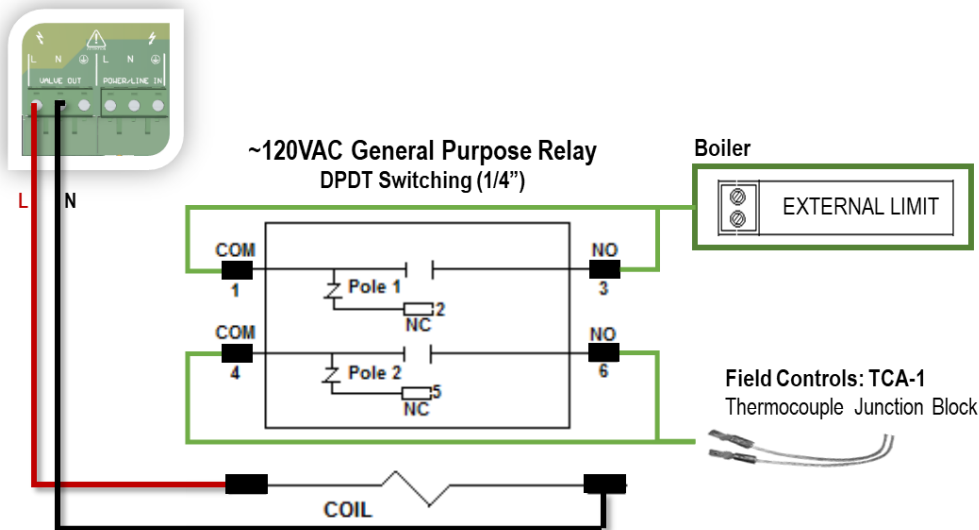 L N L N
VALVE OUT POWER/LINE IN
L N
~120VAC General Purpose Relay
DPDT Switching (1/4”)
Boiler
EXTERNAL LIMIT
COM
1
Pole 1
2
NC
NO
3
COM
4
Pole 2
5
NC
NO
6
Field Controls: TCA-1
Thermocouple Junction Block
COIL